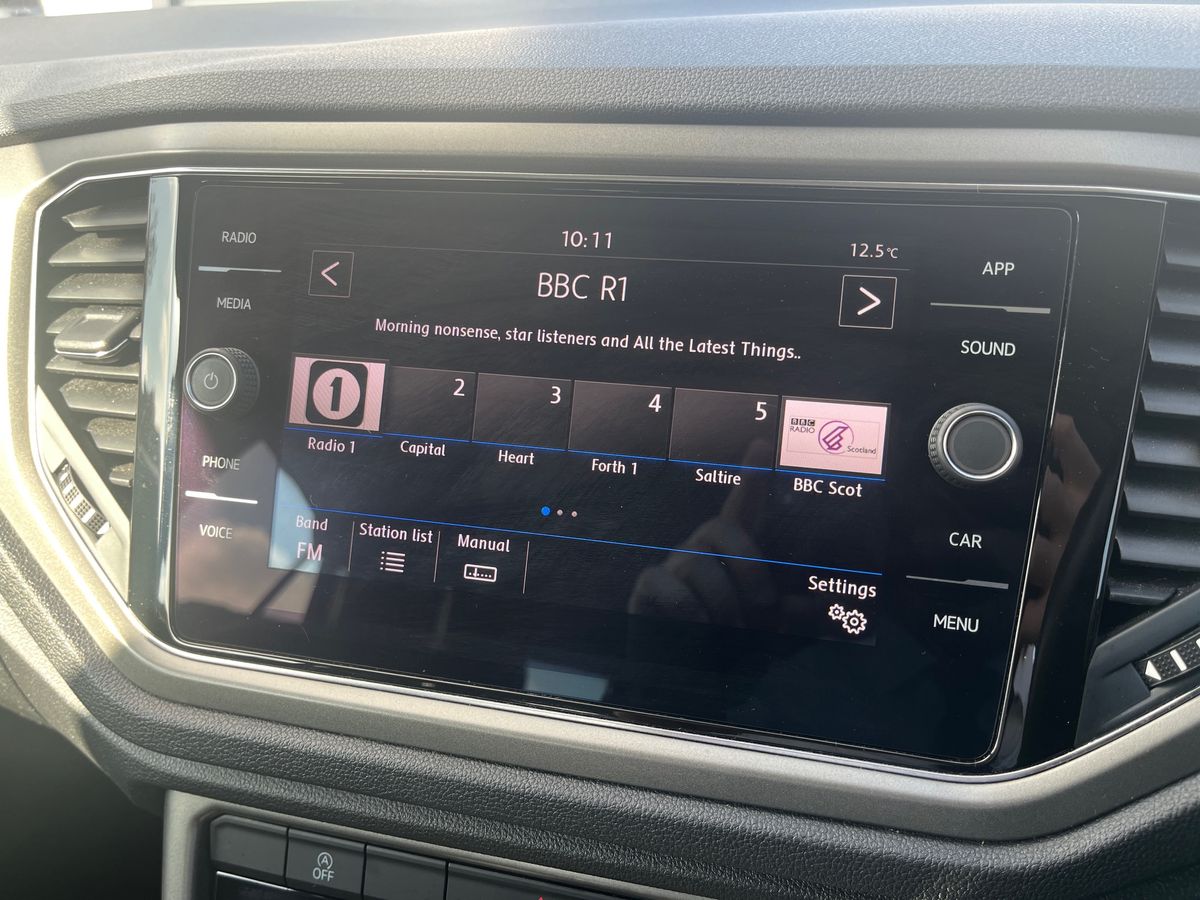 RADIO
MEDIA
PHONE
VOICE
10:11
12.5°C
<
BBC R1
>
Morning nonsense, star listeners and All the Latest Things..
1
2
3
4
5
BBC
RADIO
Scotland
Radio 1
Capital
Heart
Forth 1
Saltire
BBC Scot
Band
FM
Station list
Manual
Settings
APP
SOUND
CAR
MENU
A
OFF